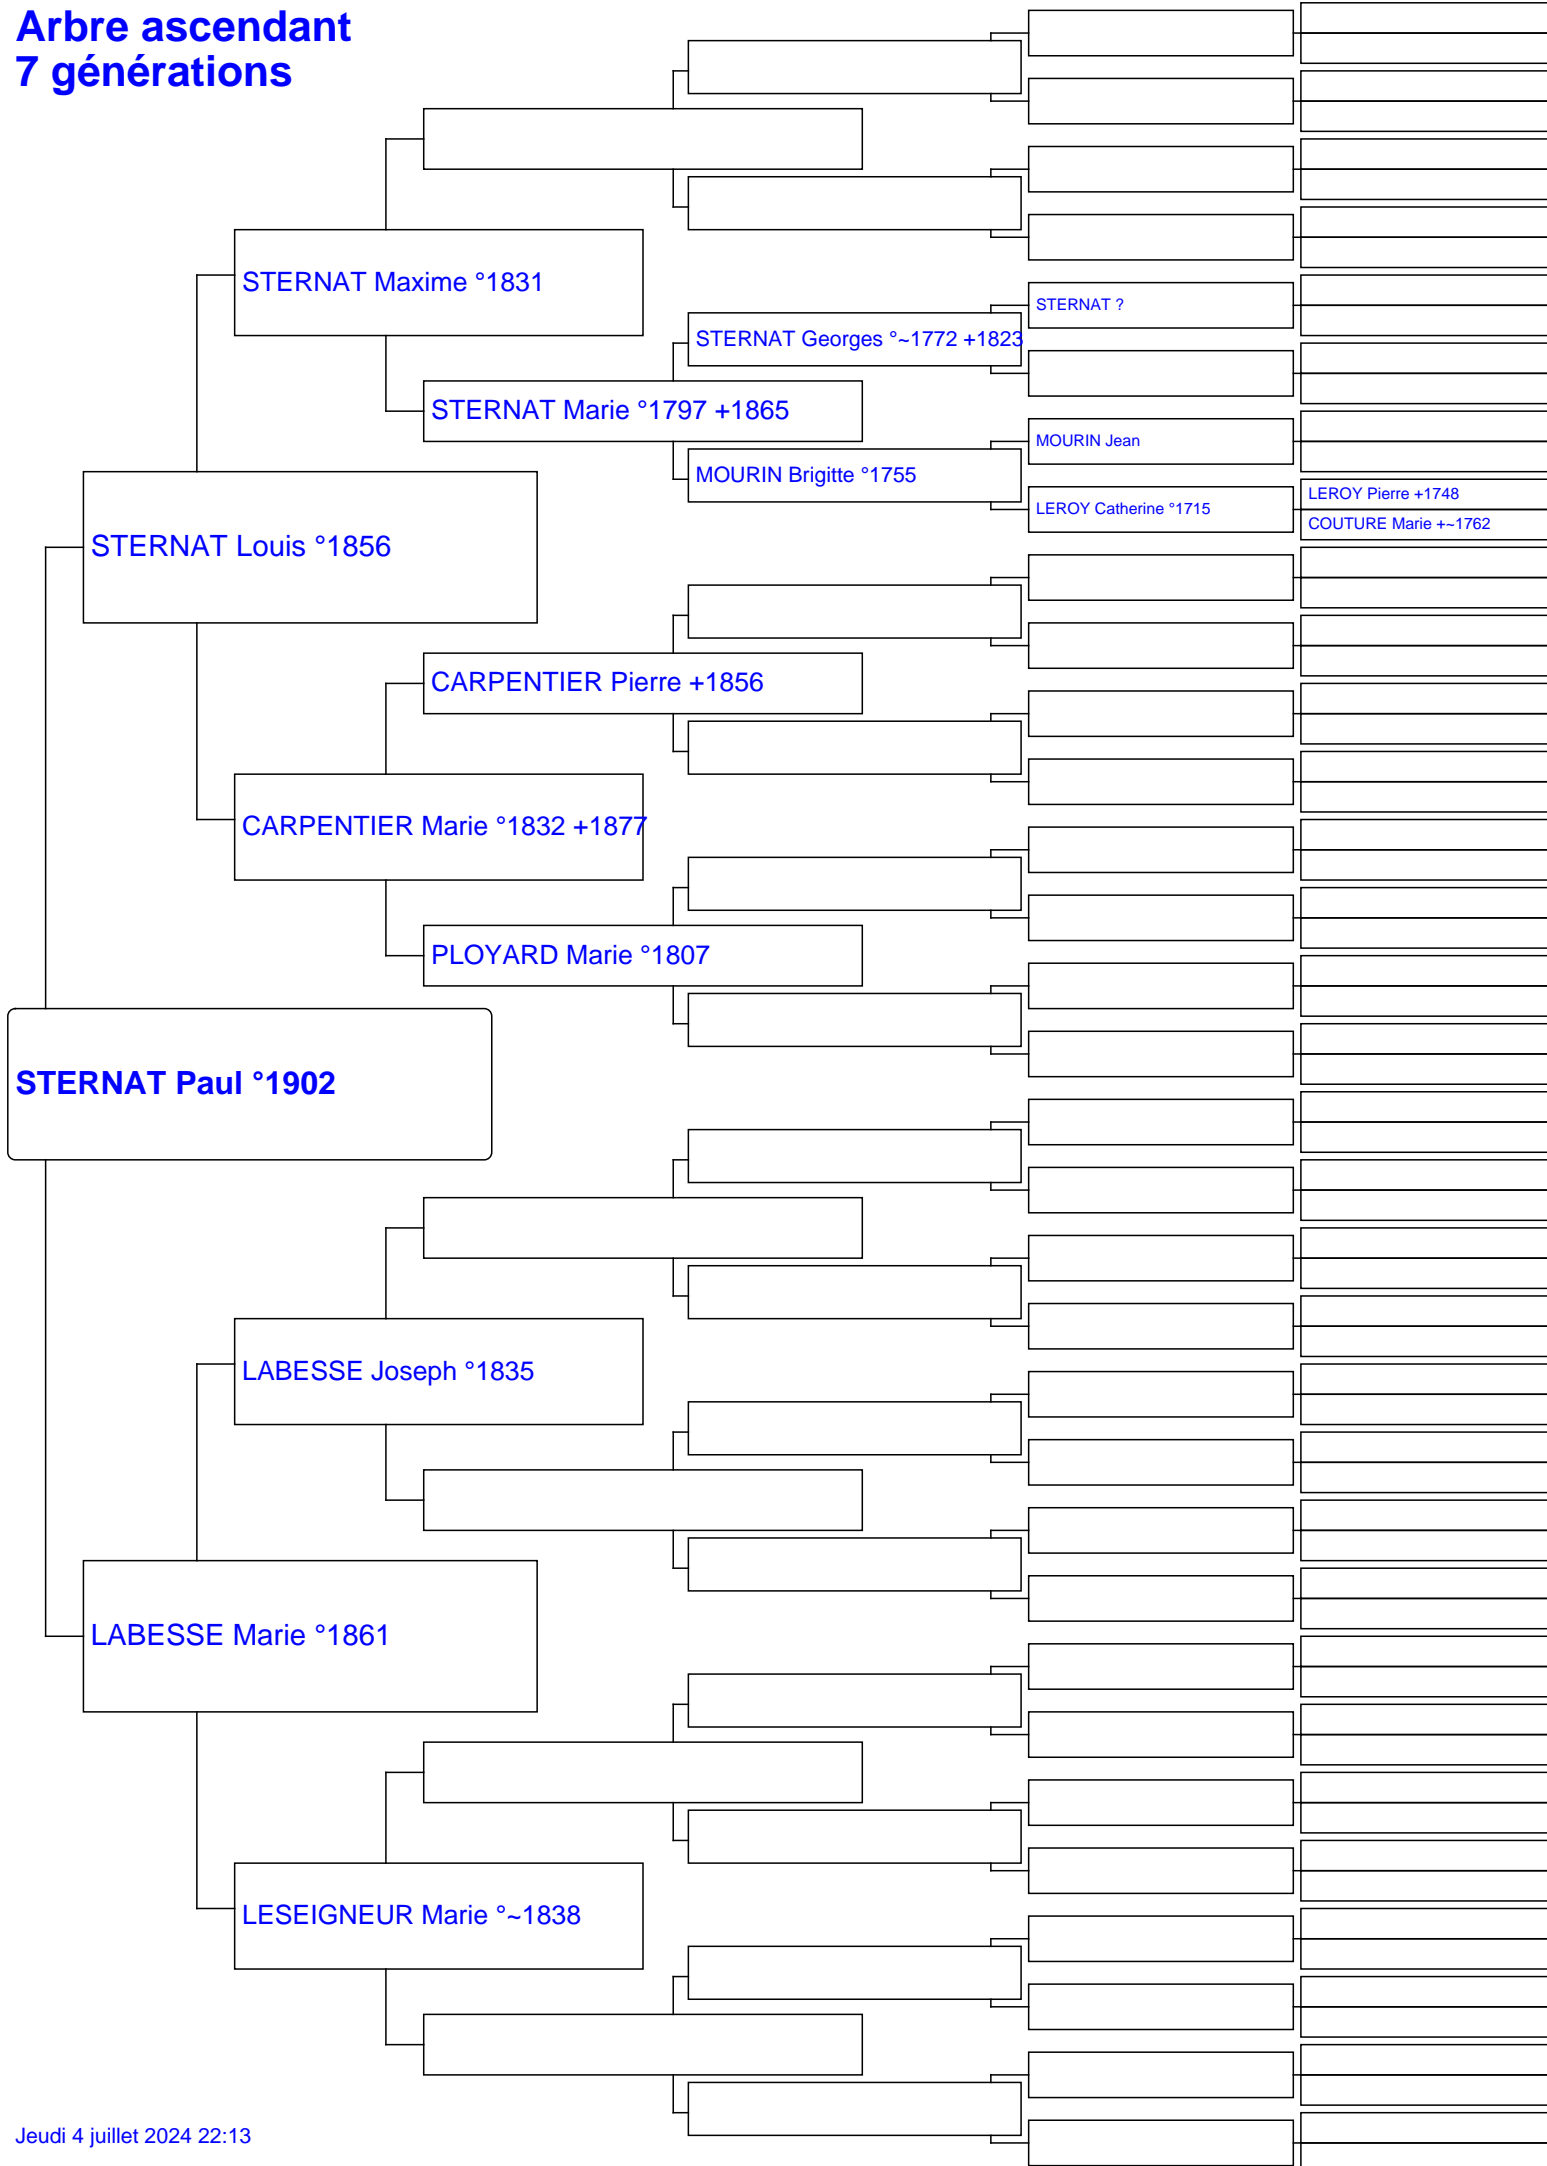 Arbre ascendant
7 générations
STERNAT Maxime °1831
STERNAT ?
STERNAT Georges °~1772 +1823
STERNAT Marie °1797 +1865
MOURIN Jean
MOURIN Brigitte °1755
LEROY Pierre +1748
LEROY Catherine °1715
COUTURE Marie +~1762
STERNAT Louis °1856
CARPENTIER Pierre +1856
CARPENTIER Marie °1832 +1877
PLOYARD Marie °1807
STERNAT Paul °1902
LABESSE Joseph °1835
LABESSE Marie °1861
LESEIGNEUR Marie °~1838
Jeudi 4 juillet 2024 22:13